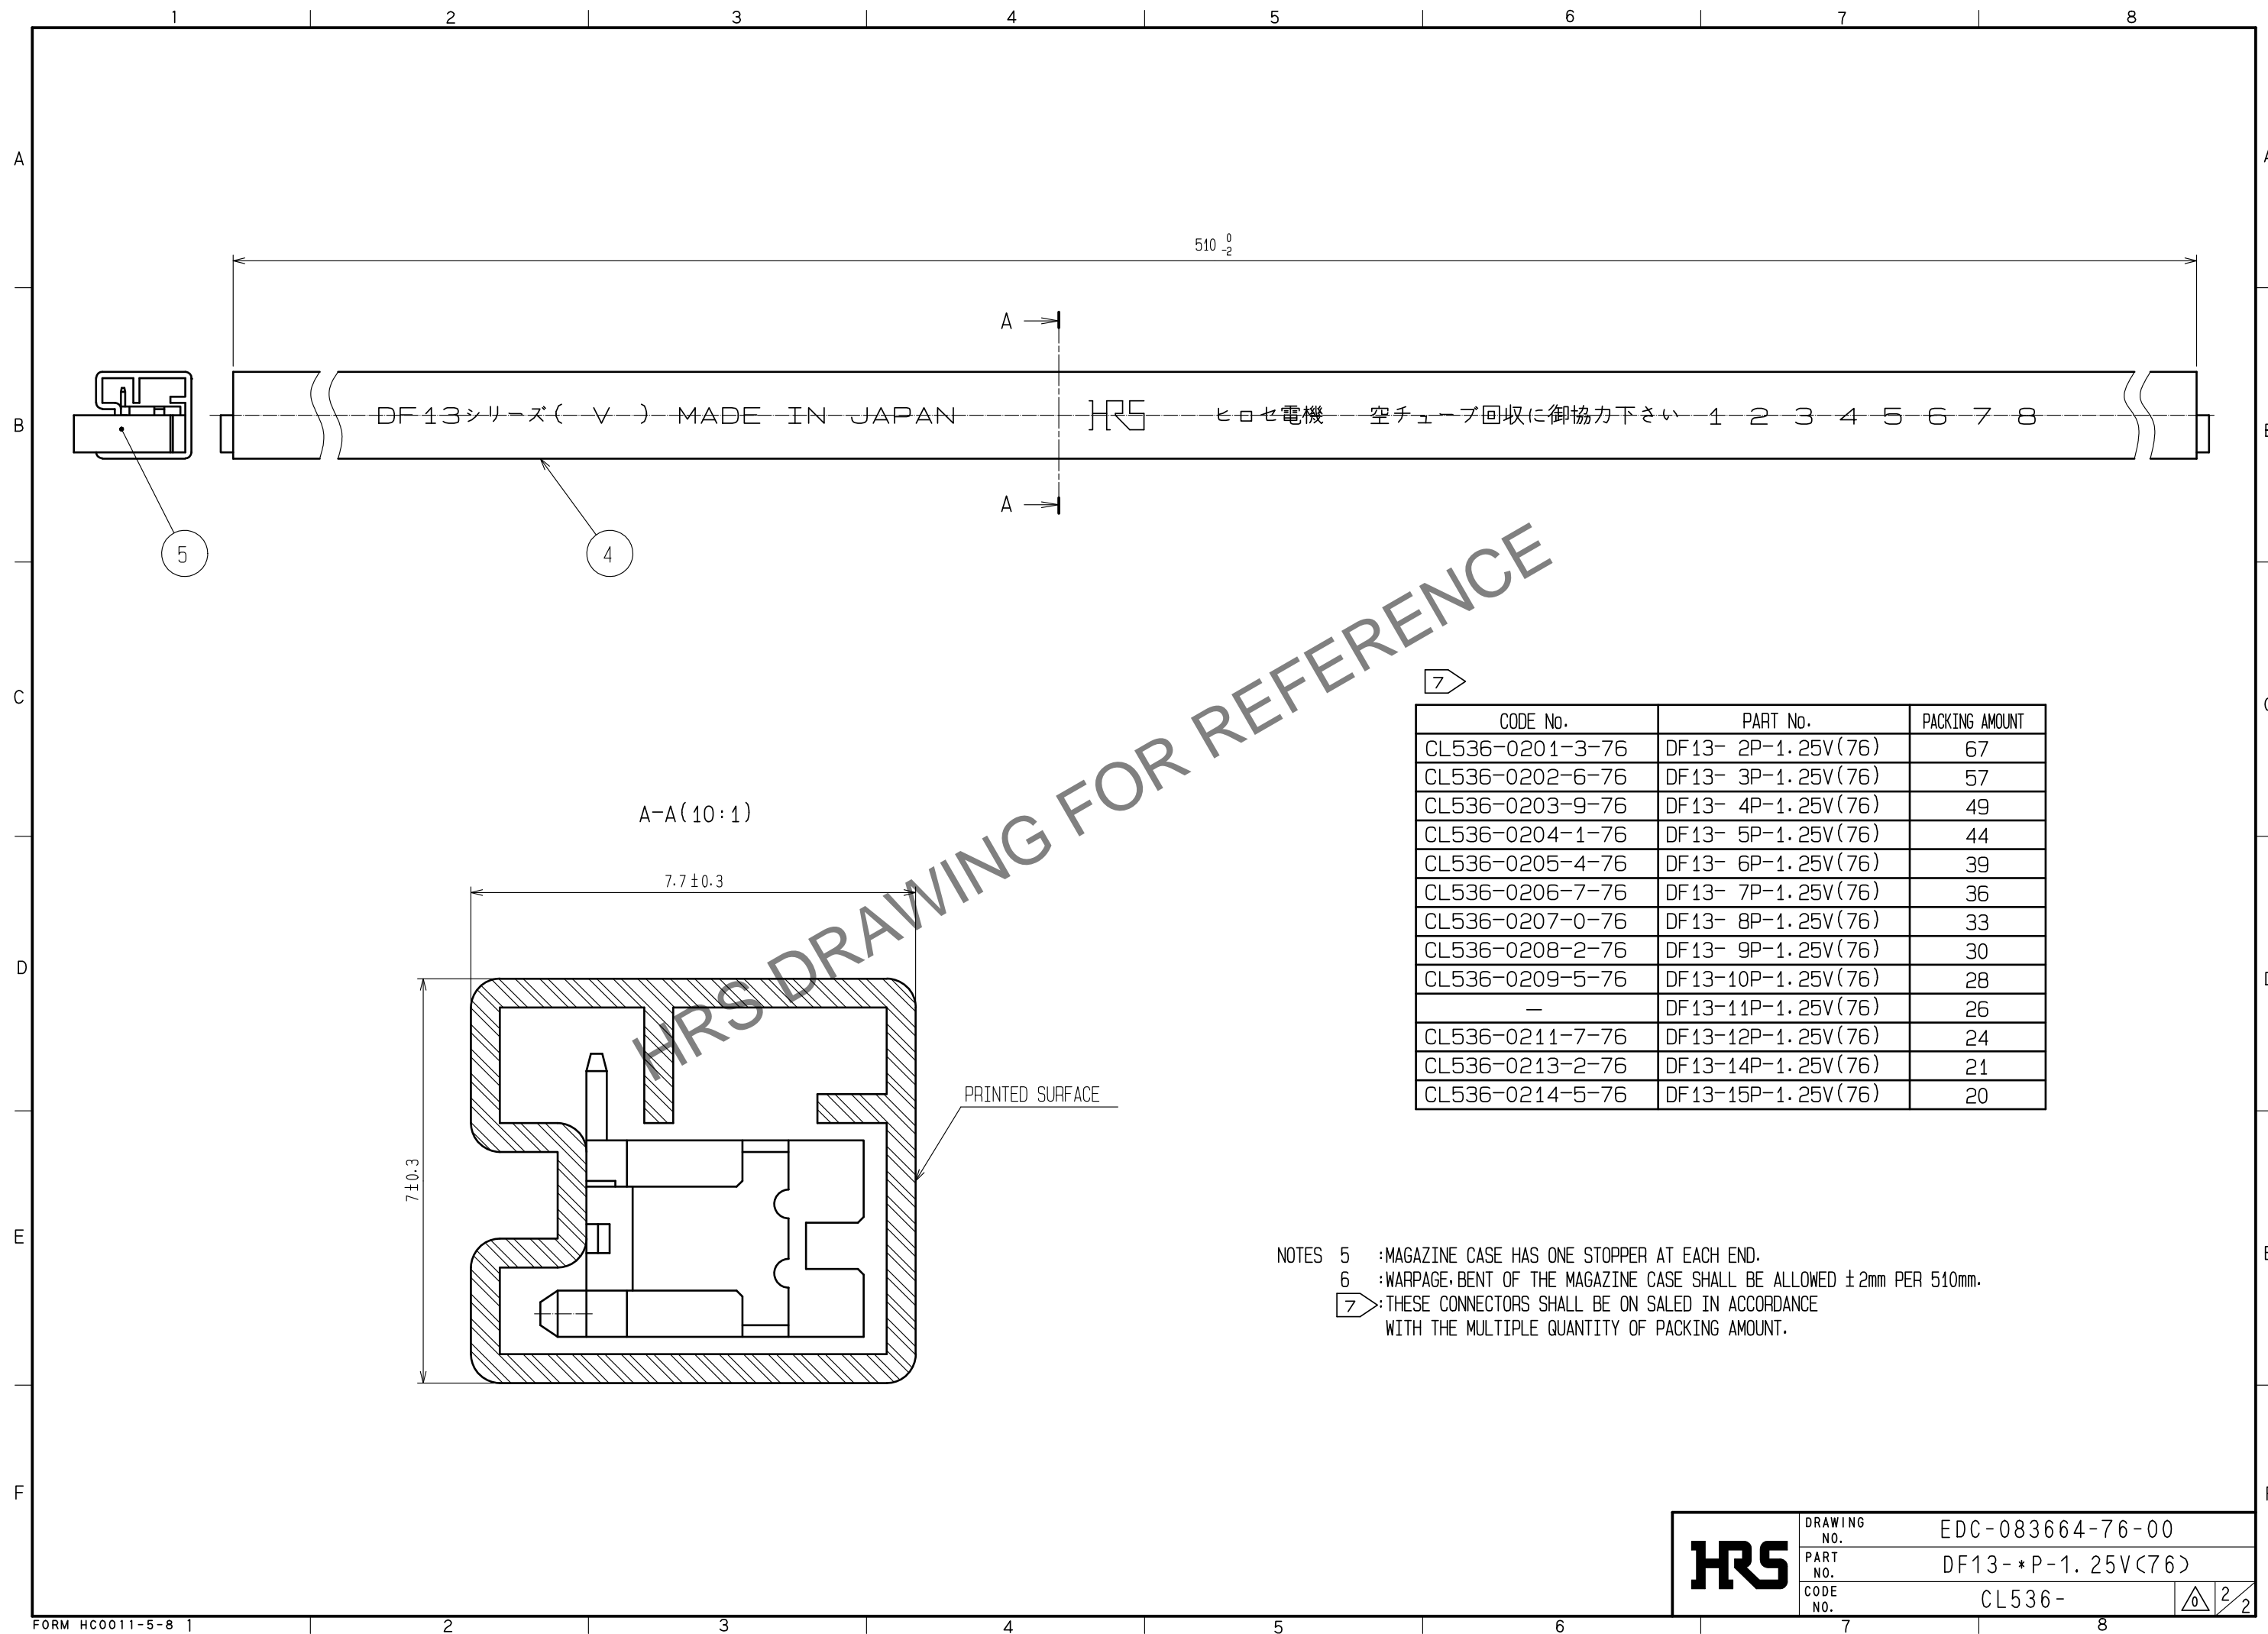 1 2 3 4 5 6 7 8
A
B
C
D
E
F
510 0 -2
A
A
DF13シリーズ( V ) MADE IN JAPAN HRS ヒロセ電機 空チューブ回収に御協力下さい 1 2 3 4 5 6 7 8
5
4
HRS DRAWING FOR REFERENCE
7
CODE No. PART No. PACKING AMOUNT
CL536-0201-3-76 DF13- 2P-1.25V(76) 67
CL536-0202-6-76 DF13- 3P-1.25V(76) 57
CL536-0203-9-76 DF13- 4P-1.25V(76) 49
CL536-0204-1-76 DF13- 5P-1.25V(76) 44
CL536-0205-4-76 DF13- 6P-1.25V(76) 39
CL536-0206-7-76 DF13- 7P-1.25V(76) 36
CL536-0207-0-76 DF13- 8P-1.25V(76) 33
CL536-0208-2-76 DF13- 9P-1.25V(76) 30
CL536-0209-5-76 DF13-10P-1.25V(76) 28
— DF13-11P-1.25V(76) 26
CL536-0211-7-76 DF13-12P-1.25V(76) 24
CL536-0213-2-76 DF13-14P-1.25V(76) 21
CL536-0214-5-76 DF13-15P-1.25V(76) 20
A-A(10:1)
7.7±0.3
7±0.3
PRINTED SURFACE
NOTES 5 :MAGAZINE CASE HAS ONE STOPPER AT EACH END.
6 :WARPAGE,BENT OF THE MAGAZINE CASE SHALL BE ALLOWED ±2mm PER 510mm.
7 :THESE CONNECTORS SHALL BE ON SALED IN ACCORDANCE
WITH THE MULTIPLE QUANTITY OF PACKING AMOUNT.
HRS
DRAWING NO. EDC-083664-76-00
PART NO. DF13-*P-1.25V(76)
CODE NO. CL536- 0 2/2
FORM HC0011-5-8 1 2 3 4 5 6 7 8